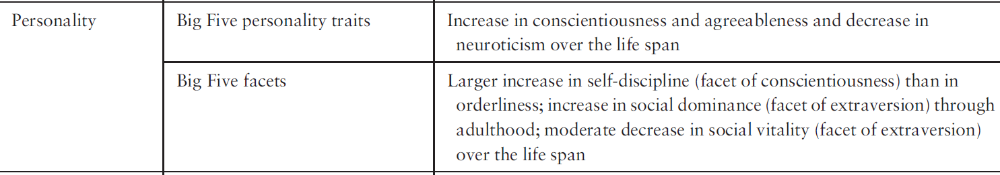 Personality
Big Five personality traits
Increase in conscientiousness and agreeableness and decrease in
neuroticism over the life span
Big Five facets
Larger increase in self-discipline (facet of conscientiousness) than in
orderliness; increase in social dominance (facet of extraversion) through
adulthood; moderate decrease in social vitality (facet of extraversion)
over the life span